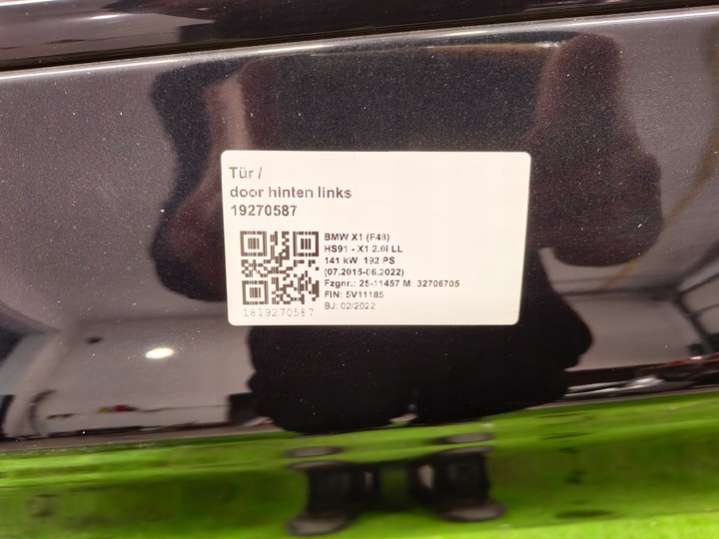 Tür /
door hinten links
19270587
BMW X1 (F48)
HS91 - X1 2.0i LL
141 kW 192 PS
(07.2015-06.2022)
Fzgnr.: 25-11457 M 32706705
FIN: 5V11185
BJ: 02/2022
1819270587